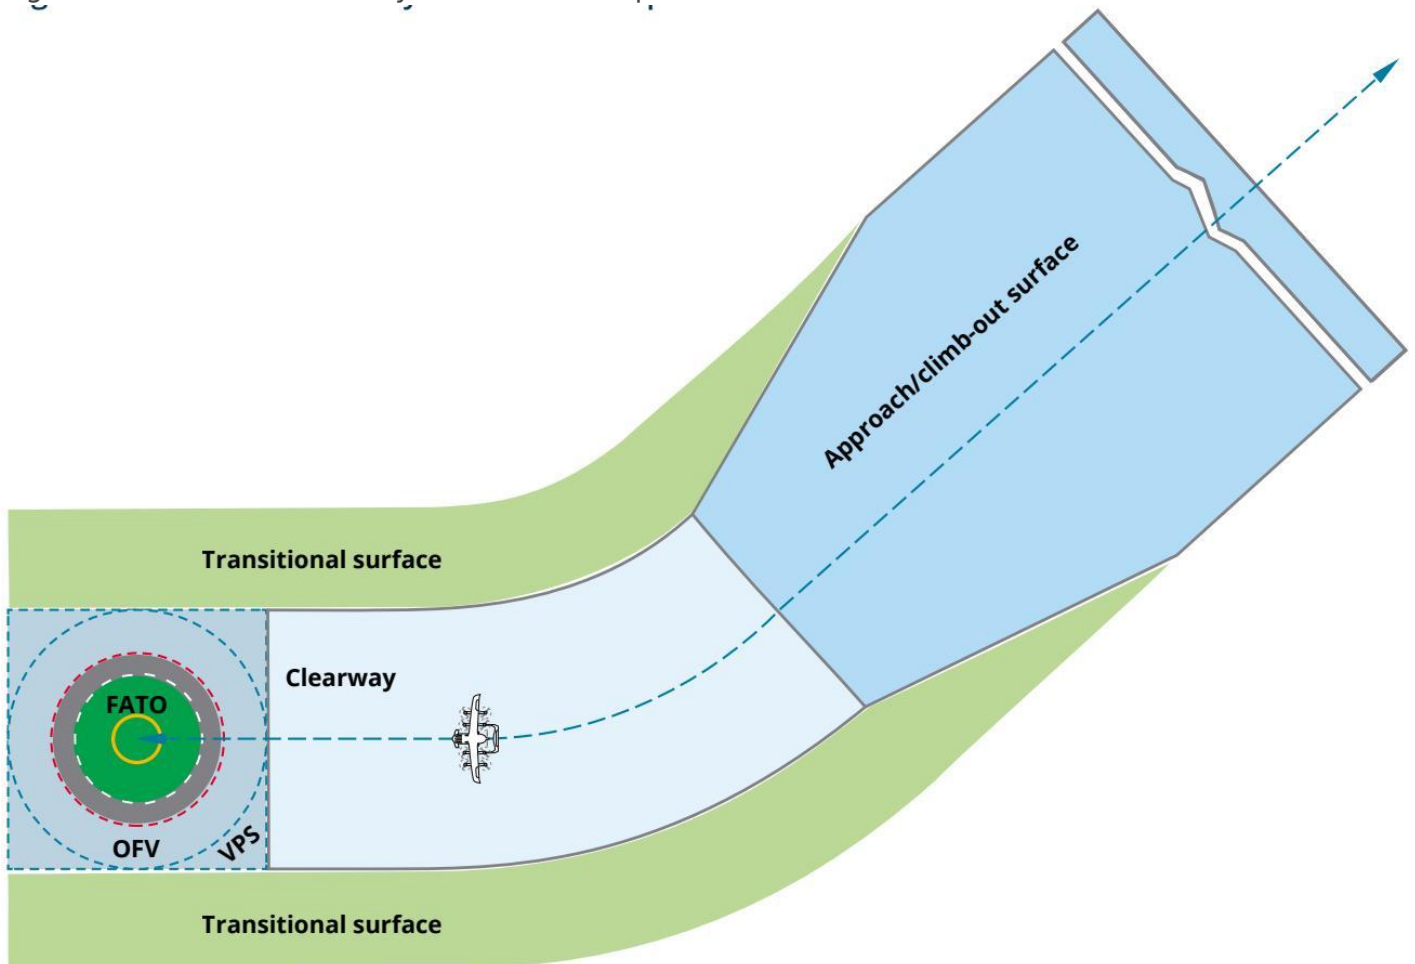 Approach/climb-out surface
Transitional surface
Clearway
FATO
OFV
VPS
Transitional surface